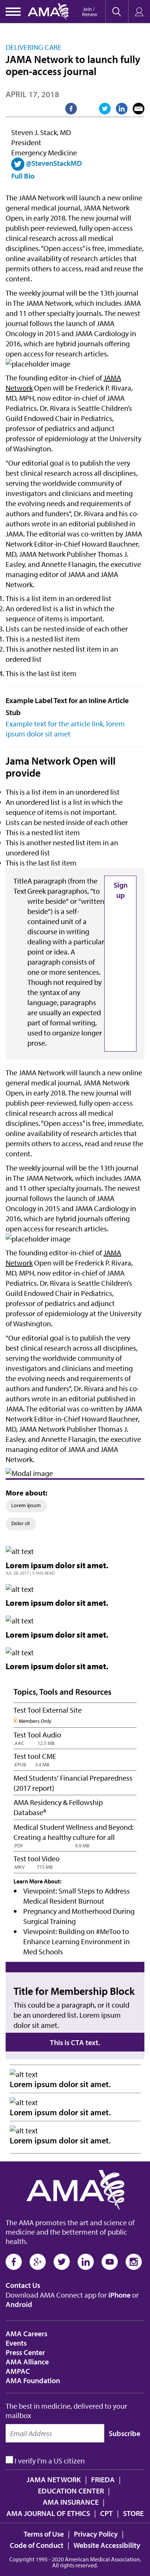 AMA
Join /
Renew
DELIVERING CARE
JAMA Network to launch fully
open-access journal
APRIL 17, 2018
Steven J. Stack, MD
President
Emergency Medicine
@StevenStackMD
Full Bio
The JAMA Network will launch a new online
general medical journal, JAMA Network
Open, in early 2018. The new journal will
publish peer-reviewed, fully open-access
clinical research across all medical
disciplines. "Open access" is free, immediate,
online availability of research that permits
authors to access, share, and reuse the
content.
The weekly journal will be the 13th journal
in The JAMA Network, which includes JAMA
and 11 other specialty journals. The newest
journal follows the launch of JAMA
Oncology in 2015 and JAMA Cardiology in
2016, which are hybrid journals offering
open access for research articles.
placeholder image
The founding editor-in-chief of JAMA
Network Open will be Frederick P. Rivara,
MD, MPH, now editor-in-chief of JAMA
Pediatrics. Dr. Rivara is Seattle Children's
Guild Endowed Chair in Pediatrics,
professor of pediatrics and adjunct
professor of epidemiology at the University
of Washington.
"Our editorial goal is to publish the very
best clinical research across all disciplines,
serving the various, yet continuously
evolving, needs of the community of
scholars, investigators and clinicians as both
readers and authors", Dr. Rivara and his co-
authors wrote in an editorial published in
JAMA. The editorial was co-written by JAMA
Network Editor-in-Chief Howard Bauchner,
MD, JAMA Network Publisher Thomas J.
Easley, and Annette Flanagin, the executive
managing editor of JAMA and JAMA
Network.
1. This is a list item in an ordered list
2. An ordered list is a list in which the
sequence of items is important.
3. Lists can be nested inside of each other
1. This is a nested list item
2. This is another nested list item in an
ordered list
4. This is the last list item
Example Label Text for an Inline Article
Stub
Example text for the article link, lorem
ipsum dolor sit amet
Jama Network Open will
provide
This is a list item in an unordered list
An unordered list is a list in which the
sequence of items is not important.
Lists can be nested inside of each other
This is a nested list item
This is another nested list item in an
unordered list
This is the last list item
Title
Text
A paragraph (from the
Greek paragraphos, "to
write beside" or "written
beside") is a self-
contained unit of a
discourse in writing
dealing with a particular
point or idea. A
paragraph consists of
one or more sentences.
Though not required by
the syntax of any
language, paragraphs
are usually an expected
part of formal writing,
used to organize longer
prose.
Sign
up
The JAMA Network will launch a new online
general medical journal, JAMA Network
Open, in early 2018. The new journal will
publish peer-reviewed, fully open-access
clinical research across all medical
disciplines. "Open access" is free, immediate,
online availability of research that permits
authors to access, share, and reuse the
content.
The weekly journal will be the 13th journal
in The JAMA Network, which includes JAMA
and 11 other specialty journals. The newest
journal follows the launch of JAMA
Oncology in 2015 and JAMA Cardiology in
2016, which are hybrid journals offering
open access for research articles.
placeholder image
The founding editor-in-chief of JAMA
Network Open will be Frederick P. Rivara,
MD, MPH, now editor-in-chief of JAMA
Pediatrics. Dr. Rivara is Seattle Children's
Guild Endowed Chair in Pediatrics,
professor of pediatrics and adjunct
professor of epidemiology at the University
of Washington.
"Our editorial goal is to publish the very
best clinical research across all disciplines,
serving the various, yet continuously
evolving, needs of the community of
scholars, investigators and clinicians as both
readers and authors", Dr. Rivara and his co-
authors wrote in an editorial published in
JAMA. The editorial was co-written by JAMA
Network Editor-in-Chief Howard Bauchner,
MD, JAMA Network Publisher Thomas J.
Easley, and Annette Flanagin, the executive
managing editor of JAMA and JAMA
Network.
Modal image
More about:
Lorem ipsum
Dolor sit
alt text
Lorem ipsum dolor sit amet.
JUL 28, 2017 | 5 MIN READ
alt text
Lorem ipsum dolor sit amet.
alt text
Lorem ipsum dolor sit amet.
alt text
Lorem ipsum dolor sit amet.
Topics, Tools and Resources
Test Tool External Site
Members Only
Test Tool Audio
.AAC 12.5 MB
Test tool CME
.EPUB 3.4 MB
Med Students' Financial Preparedness
(2017 report)
AMA Residency & Fellowship
Database®
Medical Student Wellness and Beyond:
Creating a healthy culture for all
.PDF 9.9 MB
Test tool Video
.MKV 715 MB
Learn More About:
Viewpoint: Small Steps to Address
Medical Resident Burnout
Pregnancy and Motherhood During
Surgical Training
Viewpoint: Building on #MeToo to
Enhance Learning Environment in
Med Schools
Title for Membership Block
This could be a paragraph, or it could
be an unordered list. Lorem ipsum
dolor sit amet.
This is CTA text.
alt text
Lorem ipsum dolor sit amet.
alt text
Lorem ipsum dolor sit amet.
alt text
Lorem ipsum dolor sit amet.
AMA
The AMA promotes the art and science of
medicine and the betterment of public
health.
Contact Us
Download AMA Connect app for iPhone or
Android
AMA Careers
Events
Press Center
AMA Alliance
AMPAC
AMA Foundation
The best in medicine, delivered to your
mailbox
Email Address
Subscribe
I verify I'm a US citizen
JAMA NETWORK | FRIEDA |
EDUCATION CENTER |
AMA INSURANCE |
AMA JOURNAL OF ETHICS | CPT | STORE
Terms of Use | Privacy Policy |
Code of Conduct | Website Accessibility
Copyright 1995 - 2020 American Medical Association.
All rights reserved.